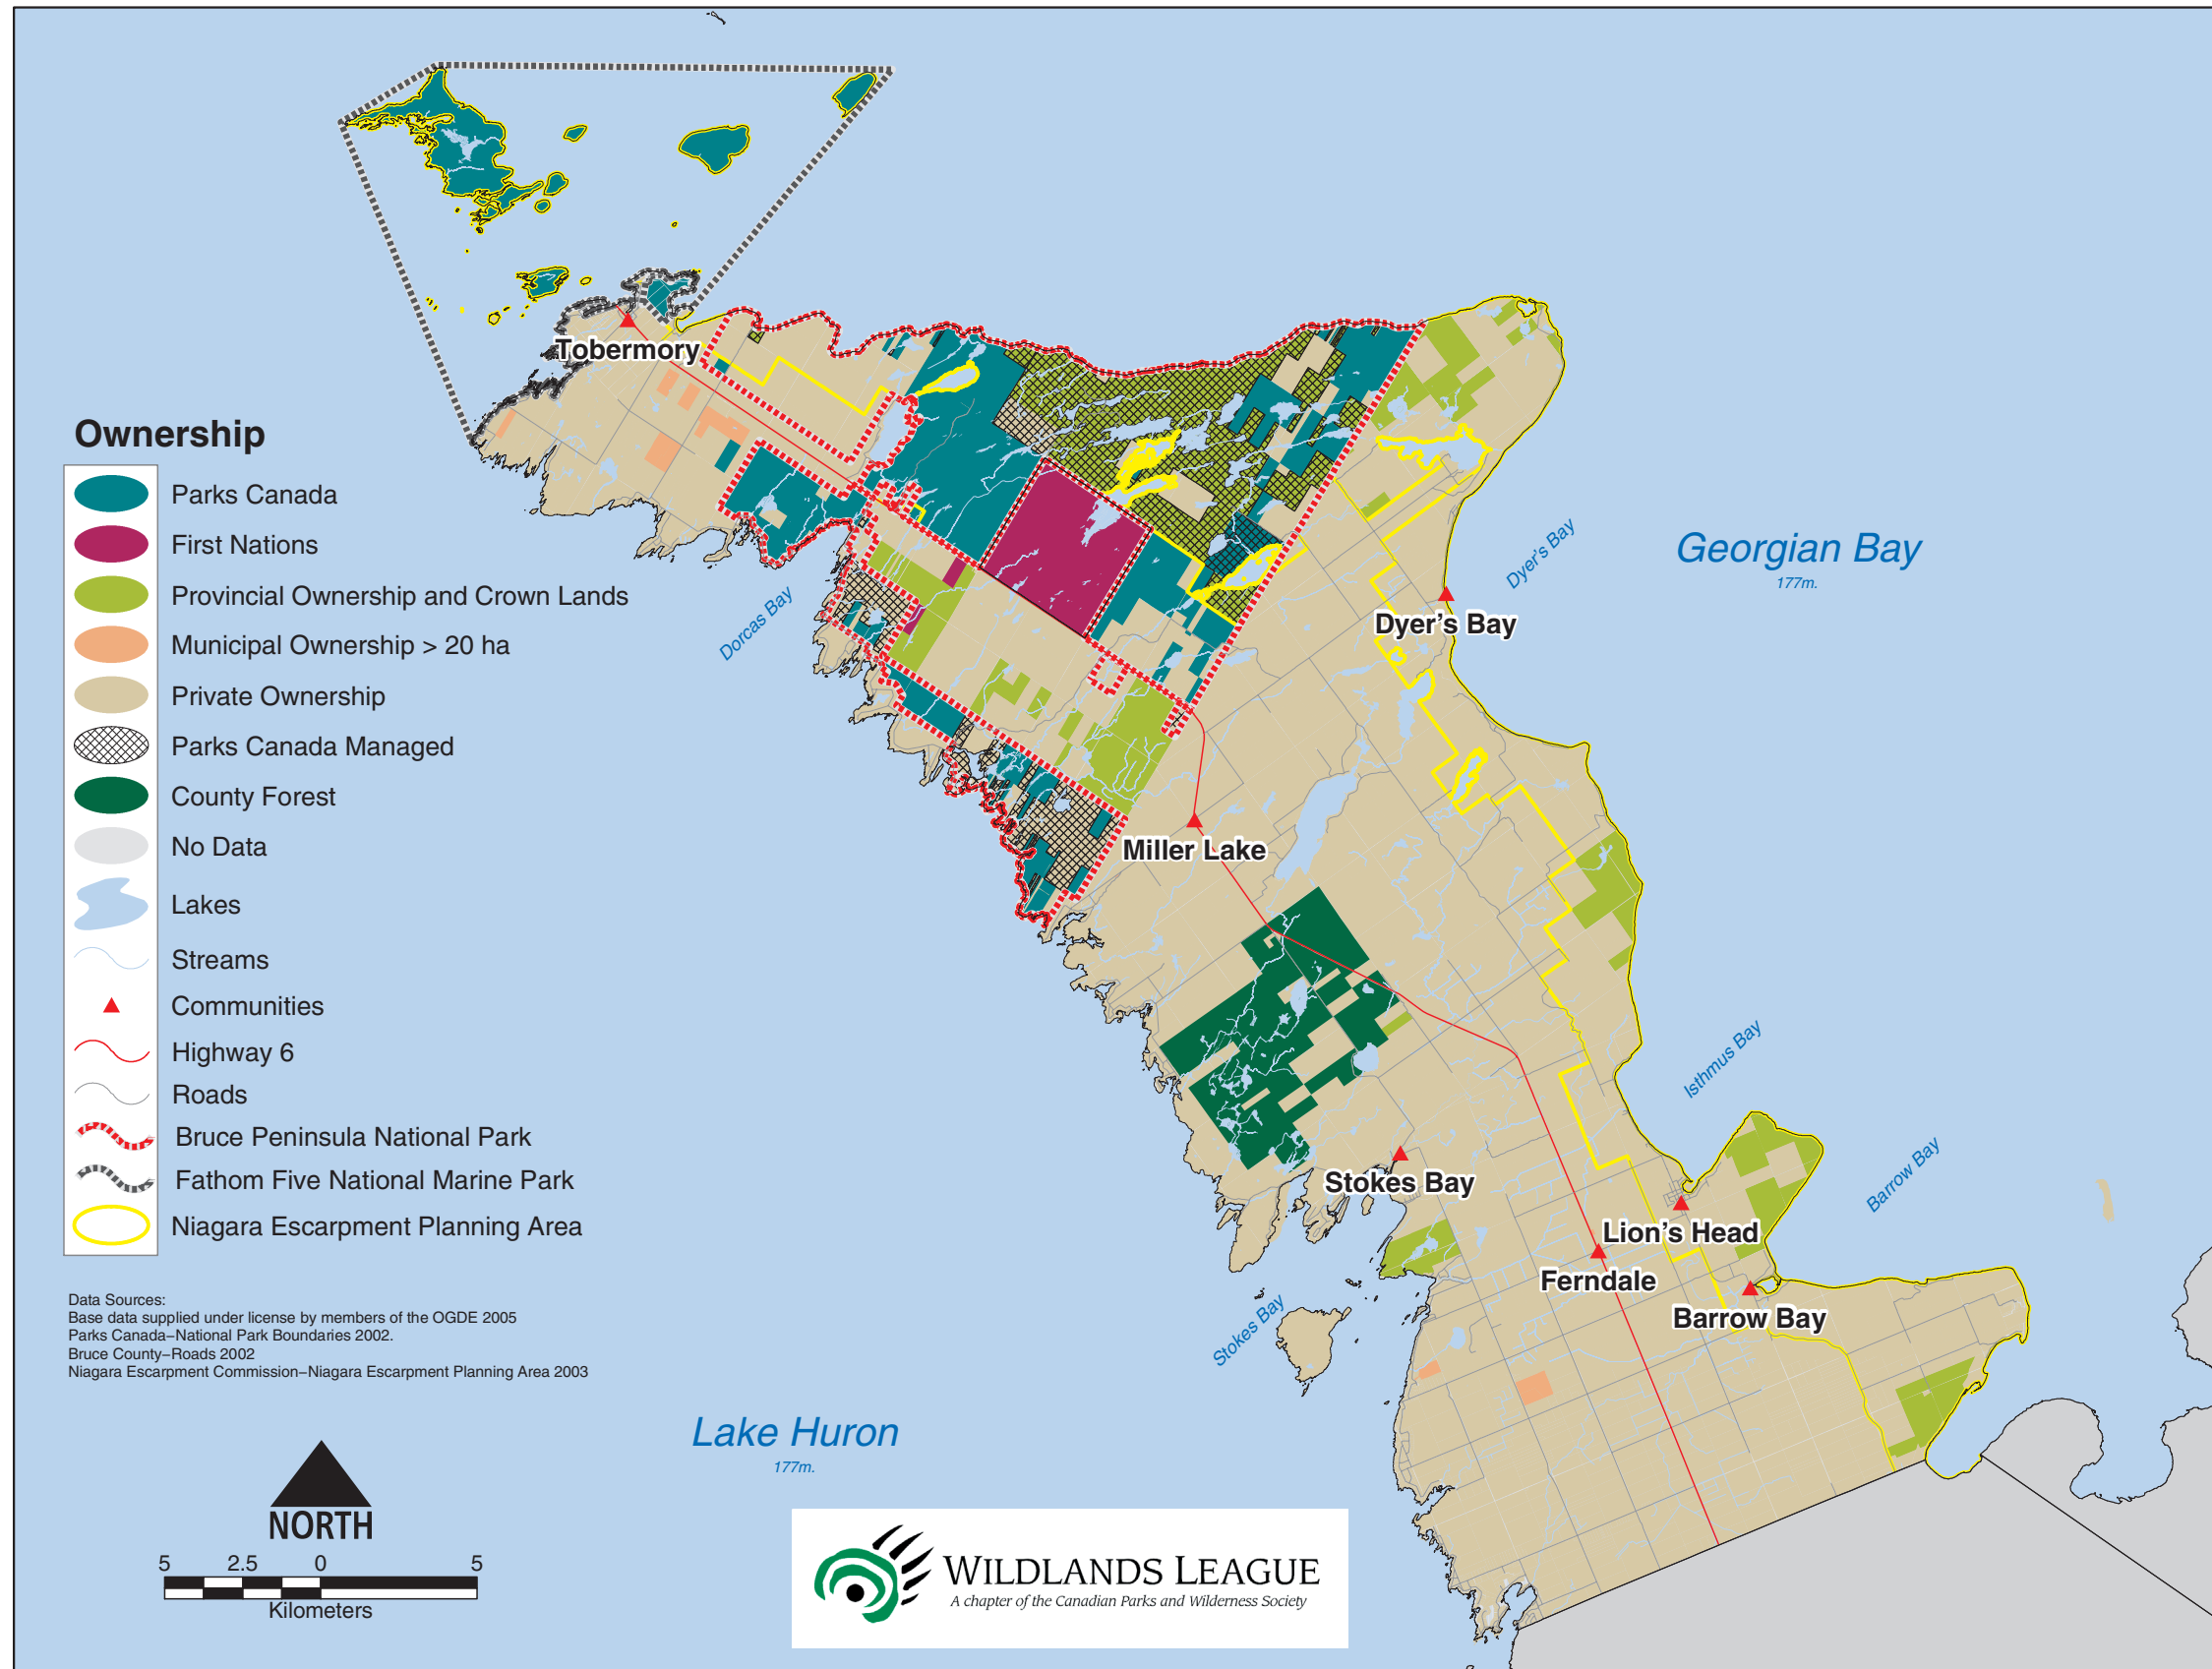 Ownership
Parks Canada
First Nations
Provincial Ownership and Crown Lands
Municipal Ownership > 20 ha
Private Ownership
Parks Canada Managed
County Forest
No Data
Lakes
Streams
Communities
Highway 6
Roads
Bruce Peninsula National Park
Fathom Five National Marine Park
Niagara Escarpment Planning Area
Data Sources:
Base data supplied under license by members of the OGDE 2005
Parks Canada–National Park Boundaries 2002.
Bruce County–Roads 2002
Niagara Escarpment Commission–Niagara Escarpment Planning Area 2003
NORTH
5 2.5 0 5
Kilometers
Tobermory
Dorcas Bay
Georgian Bay
177m.
Dyer's Bay
Dyer's Bay
Miller Lake
Isthmus Bay
Barrow Bay
Stokes Bay
Lion's Head
Ferndale
Barrow Bay
Stokes Bay
Lake Huron
177m.
WILDLANDS LEAGUE
A chapter of the Canadian Parks and Wilderness Society